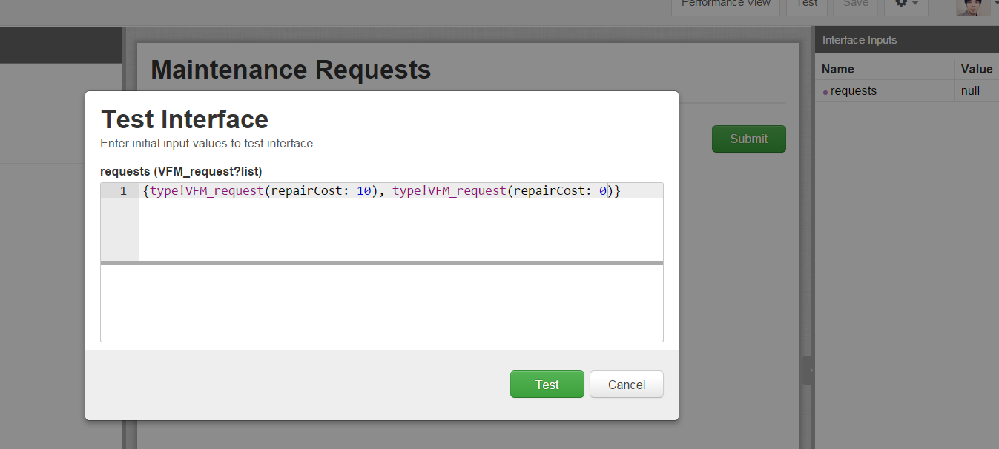 Performance View
Test
Save
Interface Inputs
Maintenance Requests
Name
Value
requests
null
Submit
Test Interface
Enter initial input values to test interface
requests (VFM_request?list)
1
{type!VFM_request(repairCost: 10), type!VFM_request(repairCost: 0)}
Test
Cancel